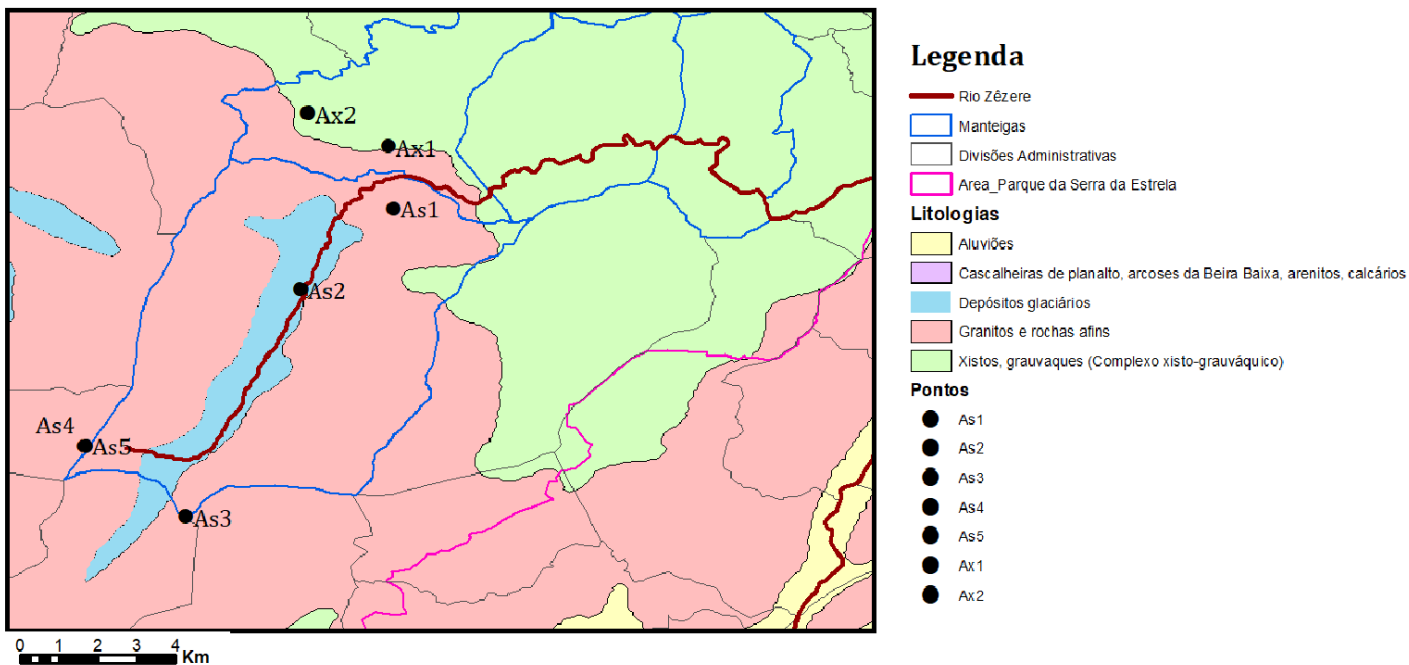 Ax2
Ax1
As1
As2
As4
As5
As3
0 1 2 3 4
Km
Legenda
Rio Zêzere
Manteigas
Divisões Administrativas
Area_Parque da Serra da Estrela
Litologias
Aluviões
Cascalheiras de planalto, arcoses da Beira Baixa, arenitos, calcários
Depósitos glaciários
Granitos e rochas afins
Xistos, grauvaques (Complexo xisto-grauváquico)
Pontos
As1
As2
As3
As4
As5
Ax1
Ax2